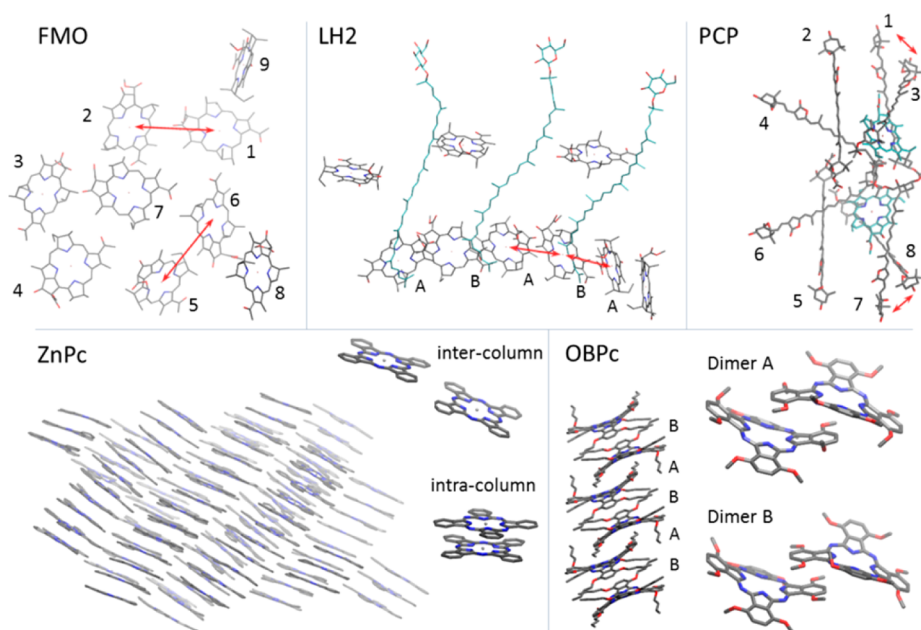 FMO
9
2
1
3
7
6
4
5
8
LH2
A
B
A
B
A
PCP
1
2
3
4
6
8
5
7
ZnPc
inter-column
intra-column
OBPc
B
A
B
A
B
Dimer A
Dimer B